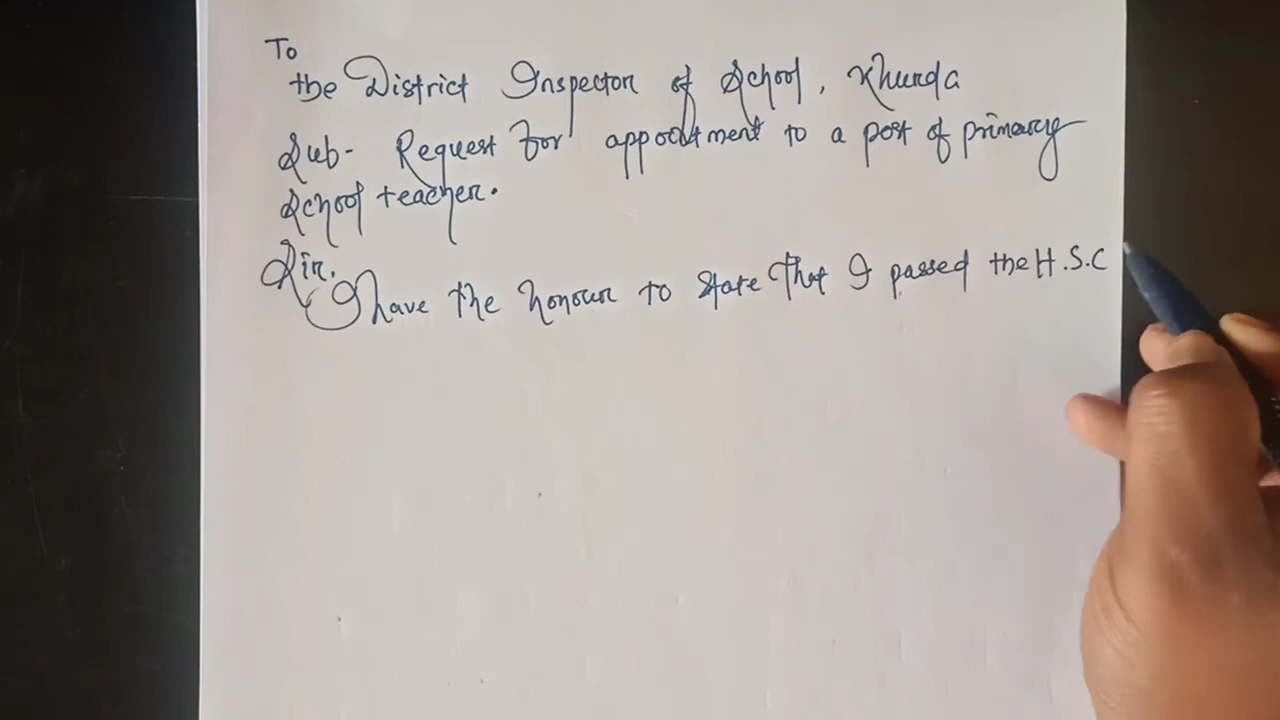 To
the District Inspector of School, Khurda
Sub- Request for appointment to a post of primary
School teacher.
Sir.
I have the honour to state that I passed the H.S.C